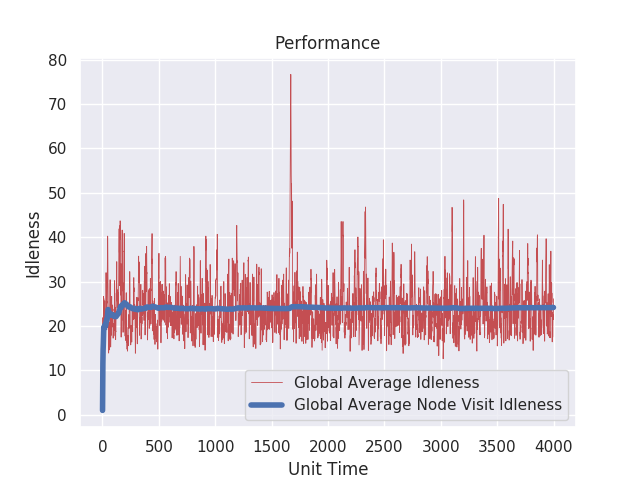 Performance
80
70
60
50
40
30
20
10
0
Idleness
0 500 1000 1500 2000 2500 3000 3500 4000
Unit Time
Global Average Idleness
Global Average Node Visit Idleness